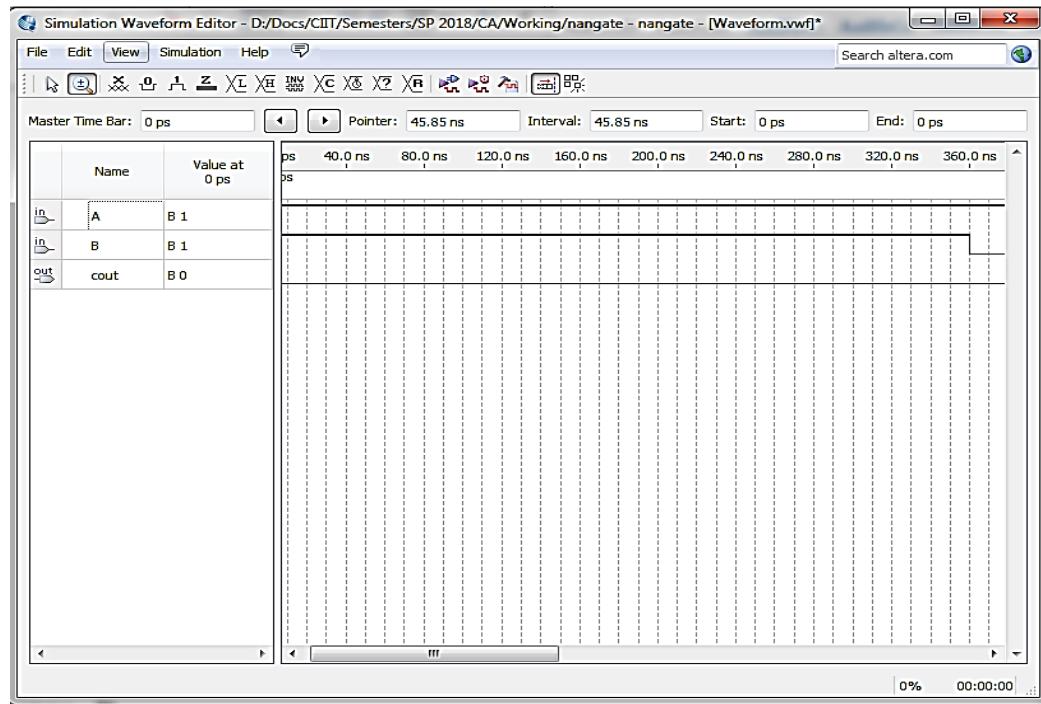 Simulation Waveform Editor - D:/Docs/CIIT/Semesters/SP 2018/CA/Working/nangate - nangate - [Waveform.vwf]*
File Edit View Simulation Help
Search altera.com
Master Time Bar: 0 ps Pointer: 45.85 ns Interval: 45.85 ns Start: 0 ps End: 0 ps
Name Value at 0 ps
ps 40.0 ns 80.0 ns 120.0 ns 160.0 ns 200.0 ns 240.0 ns 280.0 ns 320.0 ns 360.0 ns
ps
in A B 1
in B B 1
out cout B 0
0% 00:00:00